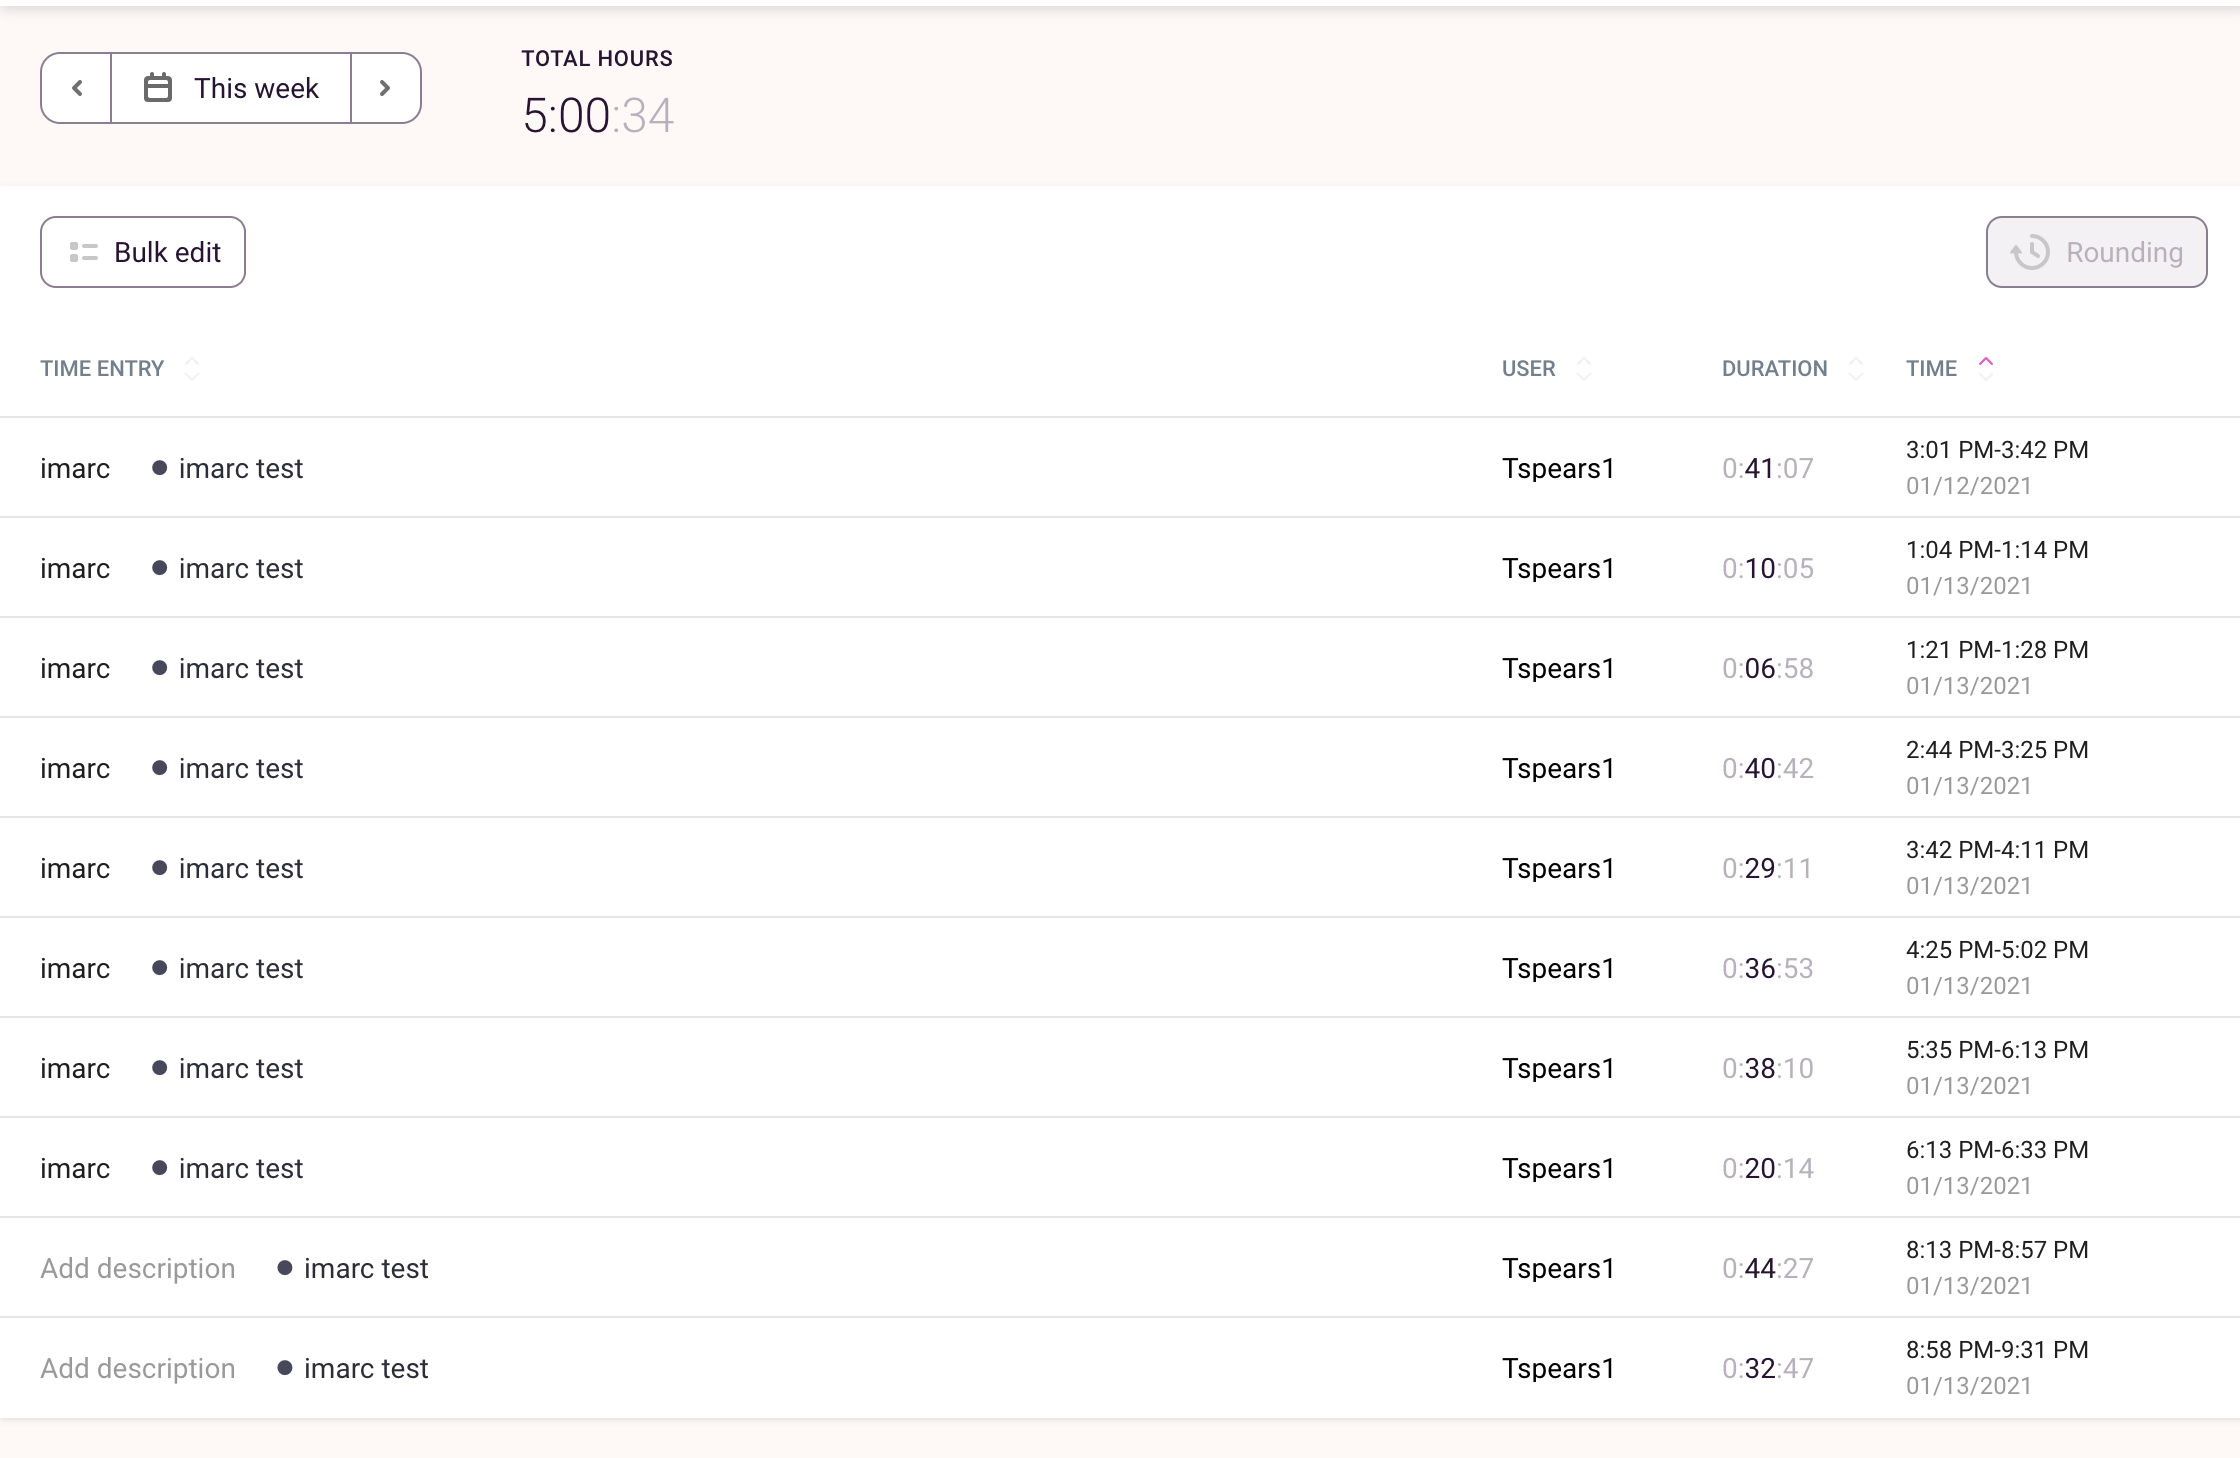 This week
TOTAL HOURS
5:00:34
Bulk edit
Rounding
TIME ENTRY USER DURATION TIME
imarc imarc test Tspears1 0:41:07 3:01 PM-3:42 PM
01/12/2021
imarc imarc test Tspears1 0:10:05 1:04 PM-1:14 PM
01/13/2021
imarc imarc test Tspears1 0:06:58 1:21 PM-1:28 PM
01/13/2021
imarc imarc test Tspears1 0:40:42 2:44 PM-3:25 PM
01/13/2021
imarc imarc test Tspears1 0:29:11 3:42 PM-4:11 PM
01/13/2021
imarc imarc test Tspears1 0:36:53 4:25 PM-5:02 PM
01/13/2021
imarc imarc test Tspears1 0:38:10 5:35 PM-6:13 PM
01/13/2021
imarc imarc test Tspears1 0:20:14 6:13 PM-6:33 PM
01/13/2021
Add description imarc test Tspears1 0:44:27 8:13 PM-8:57 PM
01/13/2021
Add description imarc test Tspears1 0:32:47 8:58 PM-9:31 PM
01/13/2021